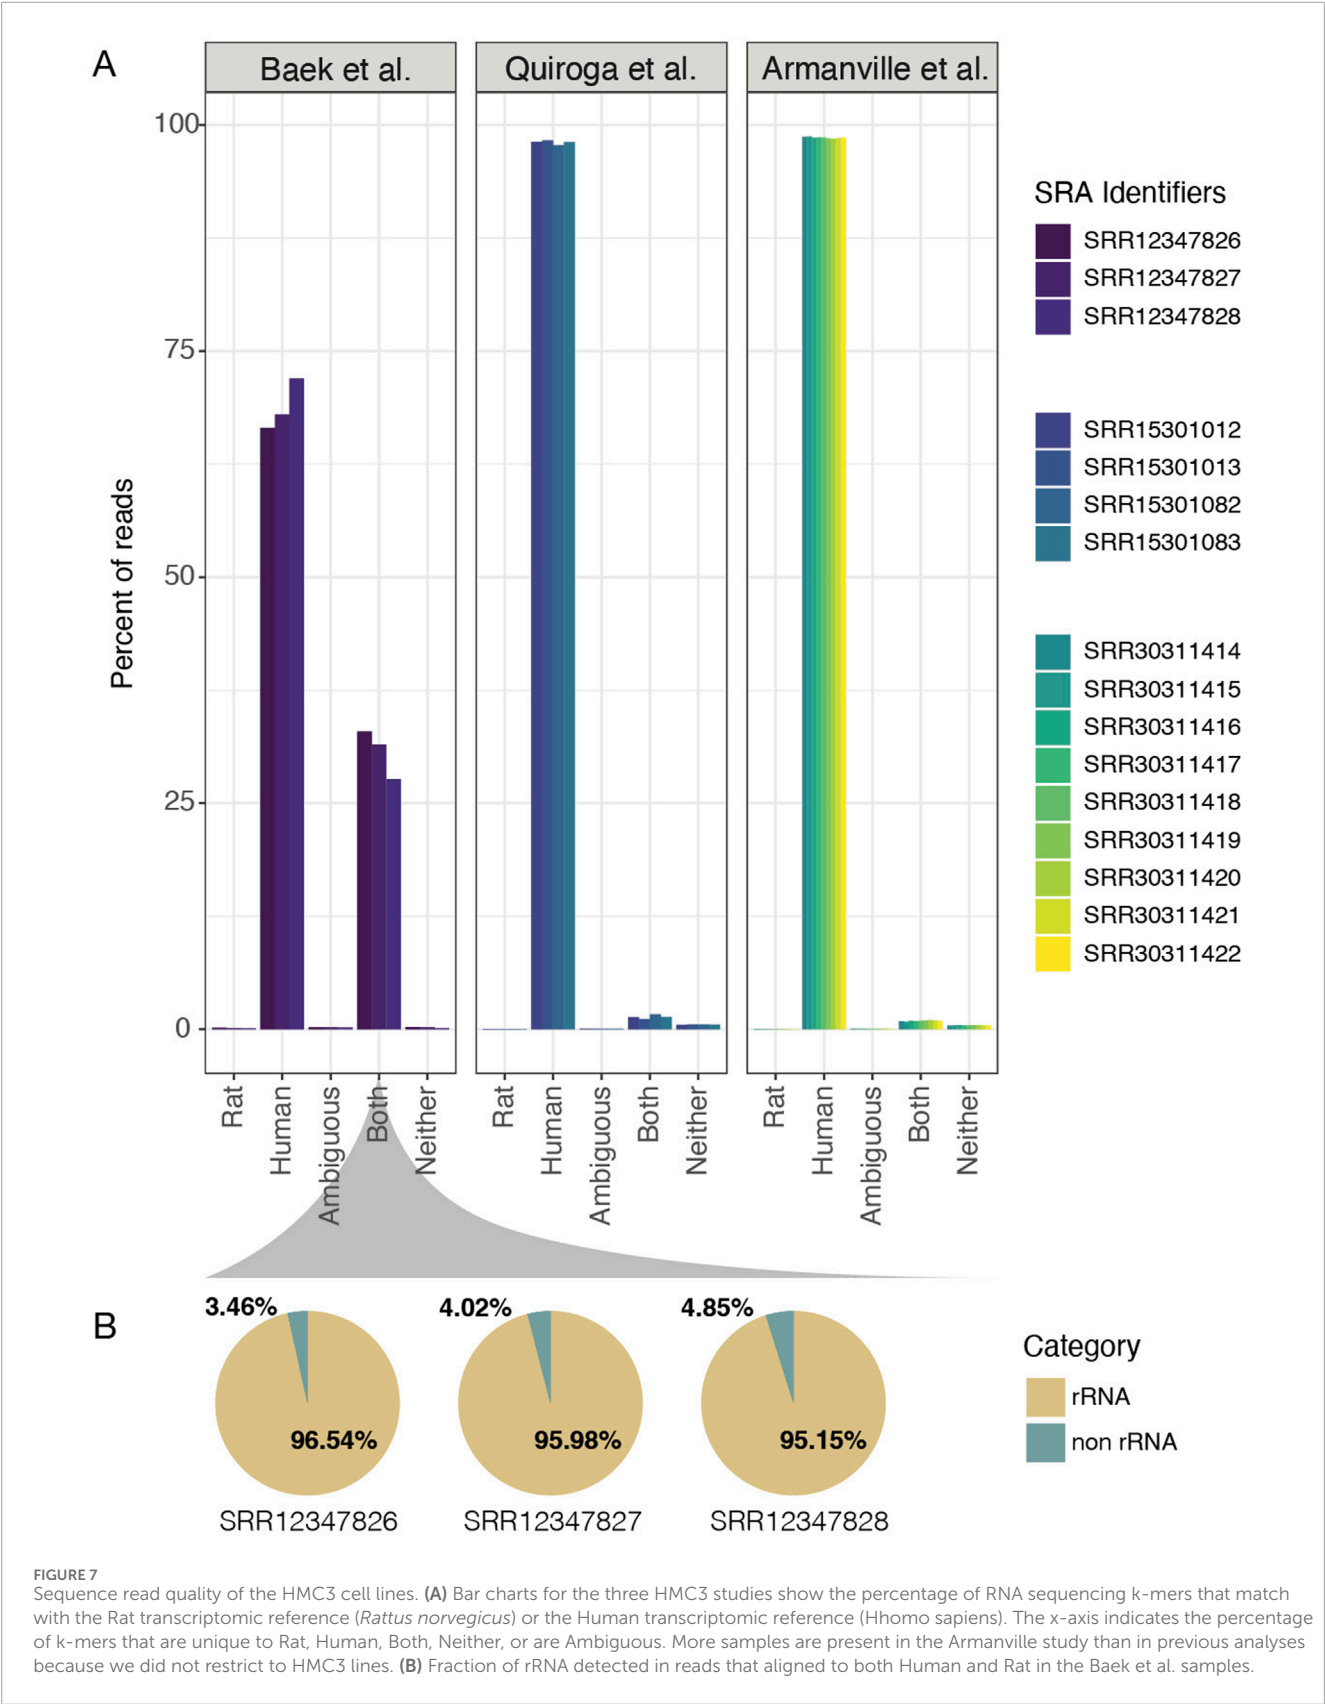 A
Baek et al.
Quiroga et al.
Armanville et al.
Percent of reads
100
75
50
25
0
Rat
Human
Ambiguous
Both
Neither
Rat
Human
Ambiguous
Both
Neither
Rat
Human
Ambiguous
Both
Neither
SRA Identifiers
SRR12347826
SRR12347827
SRR12347828
SRR15301012
SRR15301013
SRR15301082
SRR15301083
SRR30311414
SRR30311415
SRR30311416
SRR30311417
SRR30311418
SRR30311419
SRR30311420
SRR30311421
SRR30311422
B
3.46%
96.54%
SRR12347826
4.02%
95.98%
SRR12347827
4.85%
95.15%
SRR12347828
Category
rRNA
non rRNA
FIGURE 7
Sequence read quality of the HMC3 cell lines. (A) Bar charts for the three HMC3 studies show the percentage of RNA sequencing k-mers that match
with the Rat transcriptomic reference (Rattus norvegicus) or the Human transcriptomic reference (Hhomo sapiens). The x-axis indicates the percentage
of k-mers that are unique to Rat, Human, Both, Neither, or are Ambiguous. More samples are present in the Armanville study than in previous analyses
because we did not restrict to HMC3 lines. (B) Fraction of rRNA detected in reads that aligned to both Human and Rat in the Baek et al. samples.